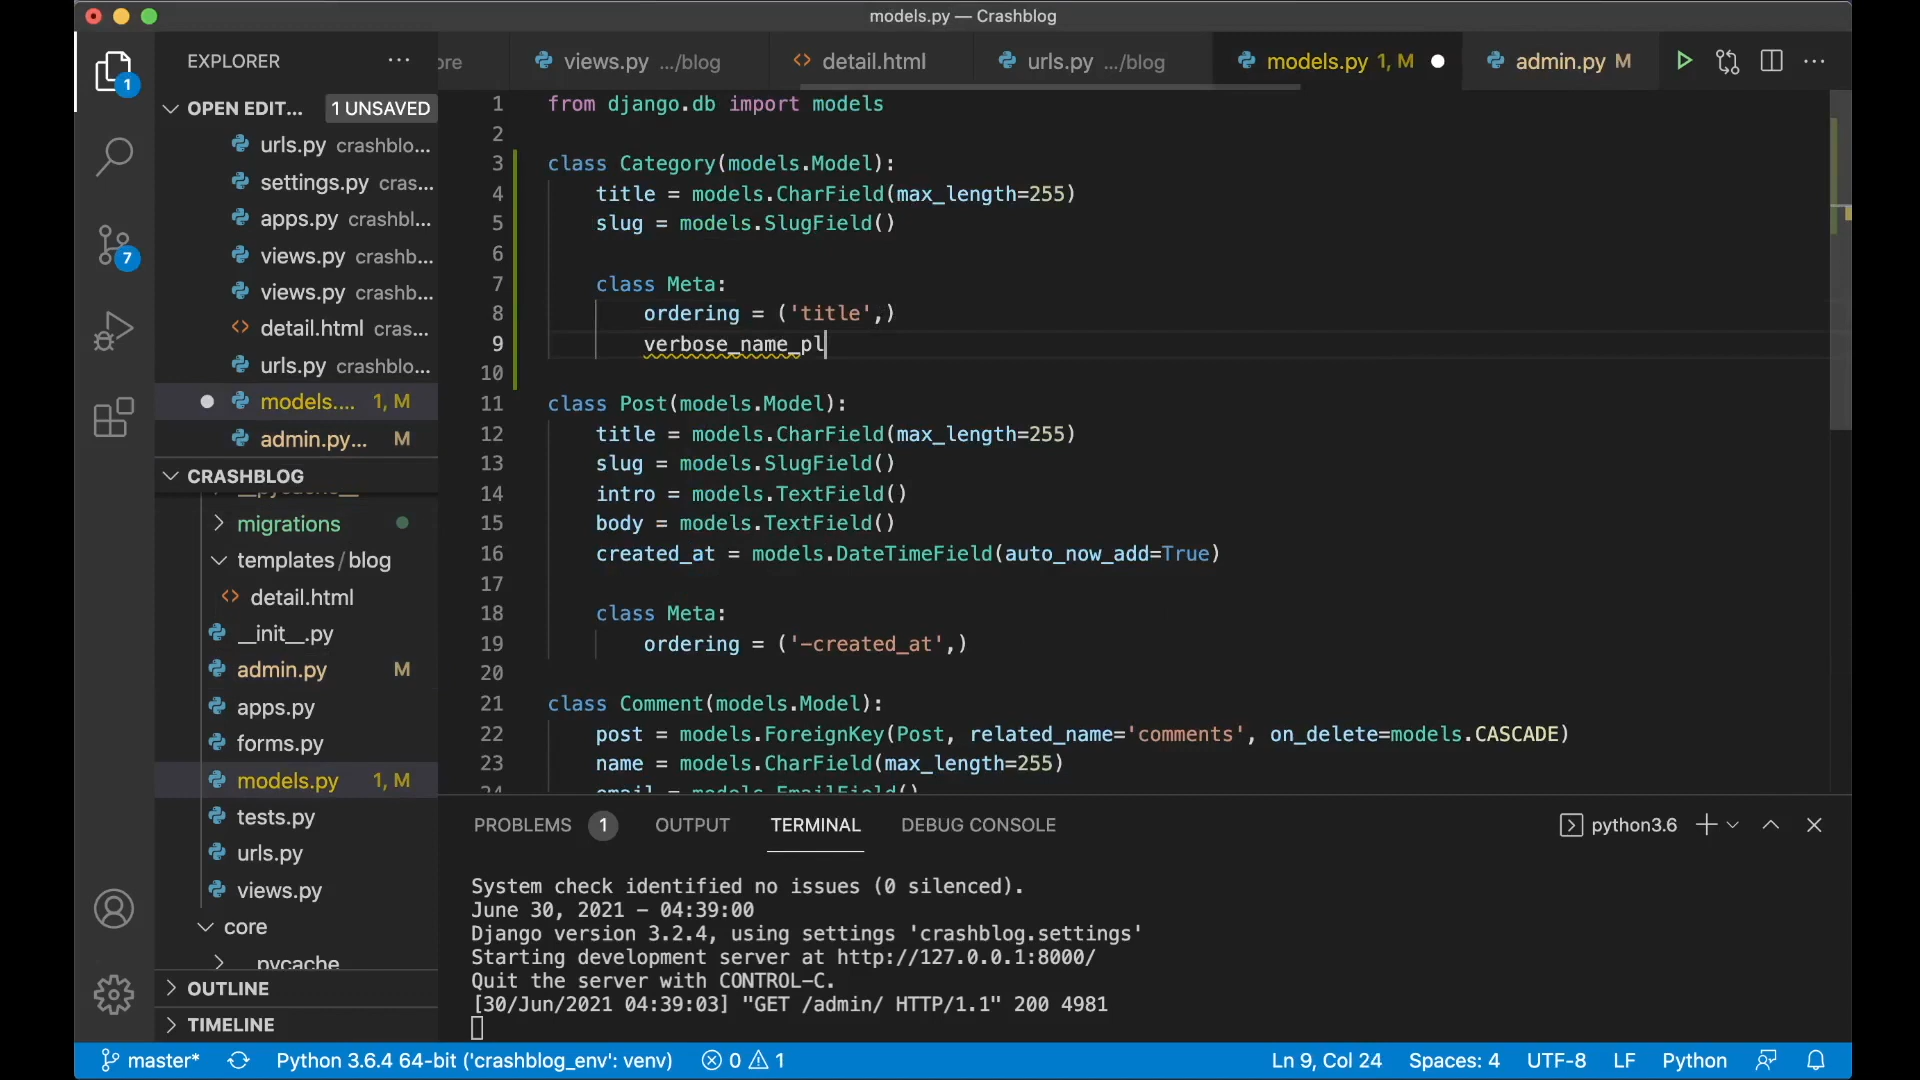 models.py — Crashblog
EXPLORER
ore
views.py .../blog
detail.html
urls.py .../blog
models.py 1, M
admin.py M
1
OPEN EDIT...
1 UNSAVED
urls.py crashblo...
settings.py cras...
apps.py crashbl...
views.py crashb...
views.py crashb...
detail.html cras...
urls.py crashblo...
models.... 1, M
admin.py... M
7
CRASHBLOG
migrations
templates/blog
detail.html
__init__.py
admin.py M
apps.py
forms.py
models.py 1, M
tests.py
urls.py
views.py
core
pycache
OUTLINE
TIMELINE
1 from django.db import models
2
3 class Category(models.Model):
4 title = models.CharField(max_length=255)
5 slug = models.SlugField()
6
7 class Meta:
8 ordering = ('title',)
9 verbose_name_pl
10
11 class Post(models.Model):
12 title = models.CharField(max_length=255)
13 slug = models.SlugField()
14 intro = models.TextField()
15 body = models.TextField()
16 created_at = models.DateTimeField(auto_now_add=True)
17
18 class Meta:
19 ordering = ('-created_at',)
20
21 class Comment(models.Model):
22 post = models.ForeignKey(Post, related_name='comments', on_delete=models.CASCADE)
23 name = models.CharField(max_length=255)
24 email = models.EmailField()
PROBLEMS 1 OUTPUT TERMINAL DEBUG CONSOLE
python3.6
System check identified no issues (0 silenced).
June 30, 2021 - 04:39:00
Django version 3.2.4, using settings 'crashblog.settings'
Starting development server at http://127.0.0.1:8000/
Quit the server with CONTROL-C.
[30/Jun/2021 04:39:03] "GET /admin/ HTTP/1.1" 200 4981
master* Python 3.6.4 64-bit ('crashblog_env': venv) 0 1
Ln 9, Col 24 Spaces: 4 UTF-8 LF Python